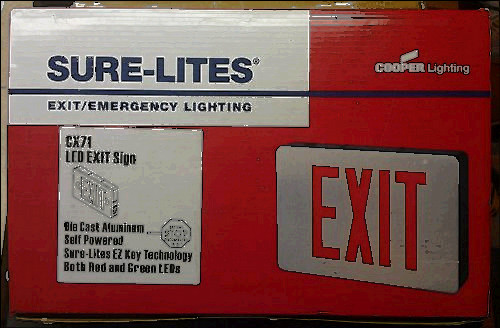 SURE-LITES®
COOPER Lighting
EXIT/EMERGENCY LIGHTING
CX71
LED EXIT Sign
EXIT
Die Cast Aluminum
Self Powered
Sure-Lites EZ Key Technology
Both Red and Green LEDs
EXIT